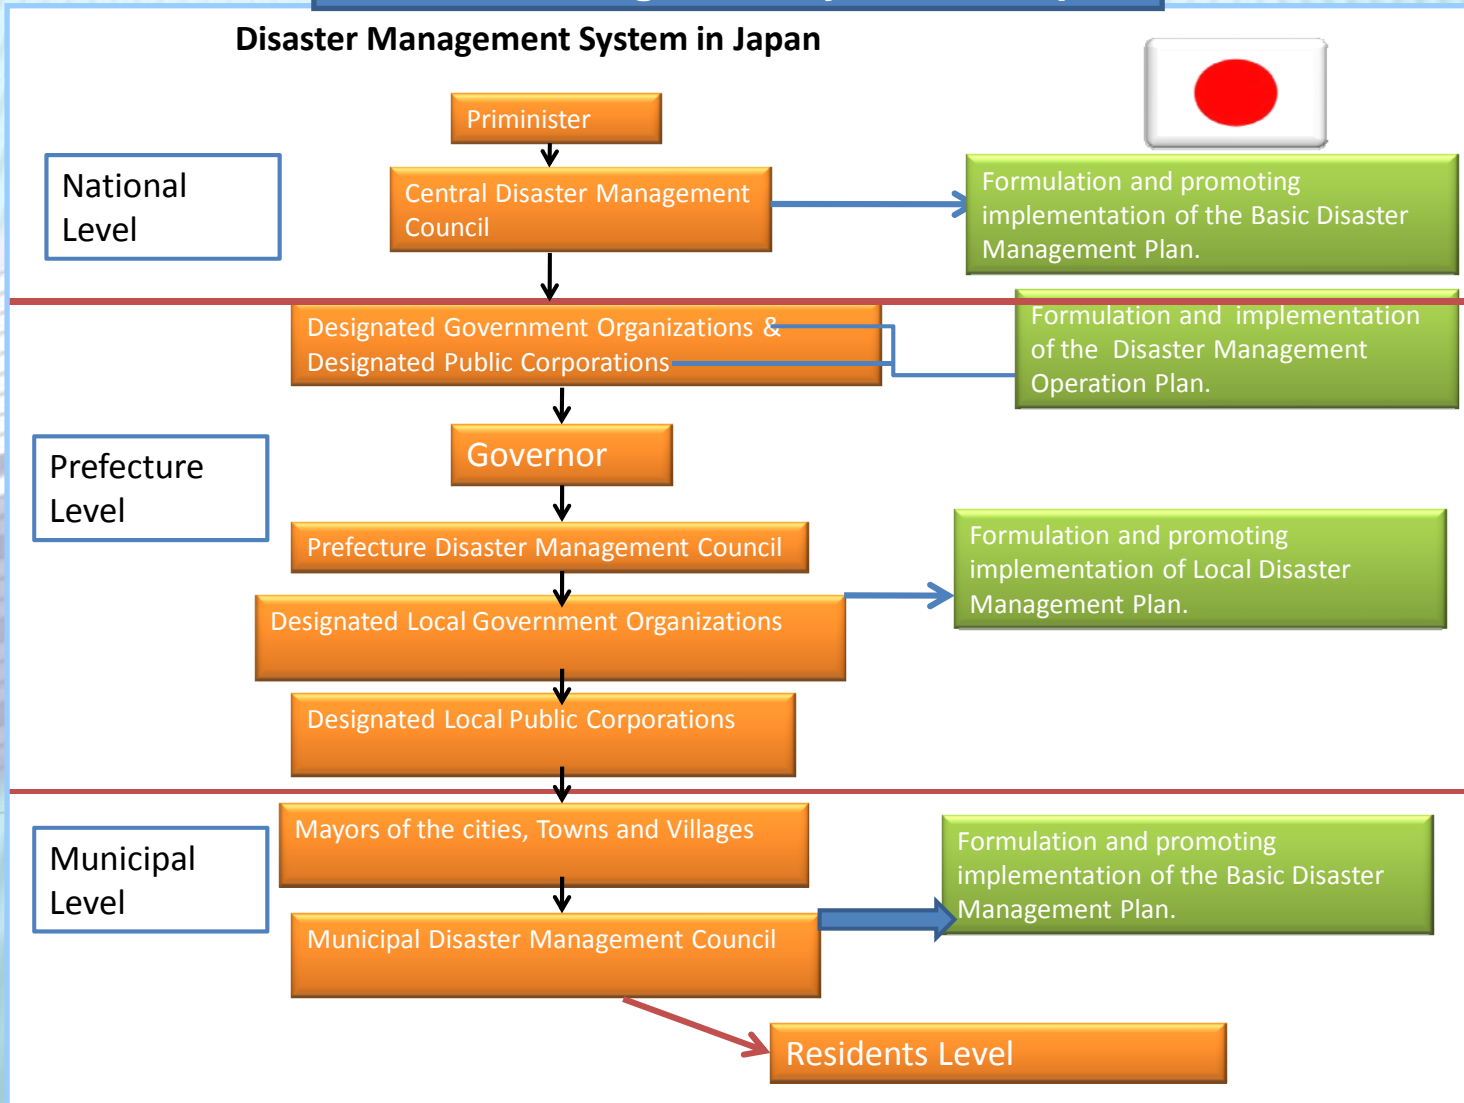 Disaster Management System in Japan
Priminister
National
Level
Central Disaster Management
Council
Formulation and promoting
implementation of the Basic Disaster
Management Plan.
Designated Government Organizations &
Designated Public Corporations
Formulation and implementation
of the Disaster Management
Operation Plan.
Prefecture
Level
Governor
Prefecture Disaster Management Council
Formulation and promoting
implementation of Local Disaster
Management Plan.
Designated Local Government Organizations
Designated Local Public Corporations
Municipal
Level
Mayors of the cities, Towns and Villages
Formulation and promoting
implementation of the Basic Disaster
Management Plan.
Municipal Disaster Management Council
Residents Level